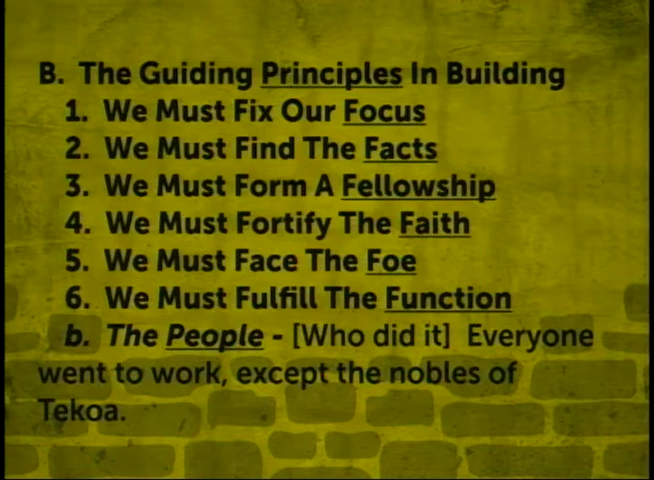 B. The Guiding Principles In Building
1. We Must Fix Our Focus
2. We Must Find The Facts
3. We Must Form A Fellowship
4. We Must Fortify The Faith
5. We Must Face The Foe
6. We Must Fulfill The Function
b. The People - [Who did it] Everyone
went to work, except the nobles of
Tekoa.